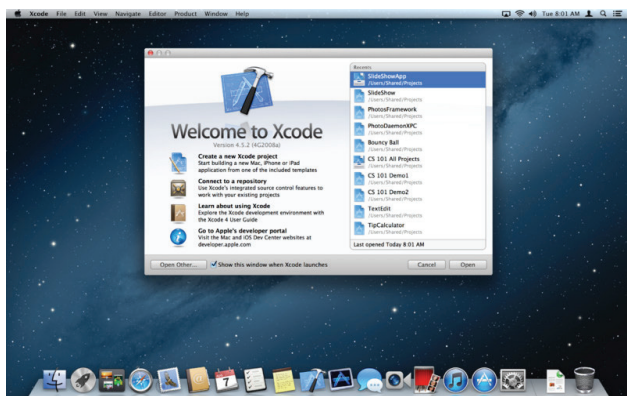 Xcode File Edit View Navigate Editor Product Window Help Tue 8:01 AM
Welcome to Xcode
Version 4.5.2 (4G2008a)
Create a new Xcode project
Start building a new Mac, iPhone or iPad
application from one of the included templates
Connect to a repository
Use Xcode's integrated source control features to
work with your existing projects
Learn about using Xcode
Explore the Xcode development environment with
the Xcode 4 User Guide
Go to Apple's developer portal
Visit the Mac and iOS Dev Center websites at
developer.apple.com
Recents
SlideShowApp
/Users/Shared/Projects
SlideShow
/Users/Shared/Projects
PhotosFramework
/Users/Shared/Projects
PhotoDaemonXPC
/Users/Shared/Projects
Bouncy Ball
/Users/Shared/Projects
CS 101 All Projects
/Users/Shared/Projects
CS 101 Demo1
/Users/Shared/Projects
CS 101 Demo2
/Users/Shared/Projects
TextEdit
/Users/Shared/Projects
TipCalculator
/Users/Shared/Projects
Last opened Today 8:01 AM
Open Other... Show this window when Xcode launches Cancel Open
7